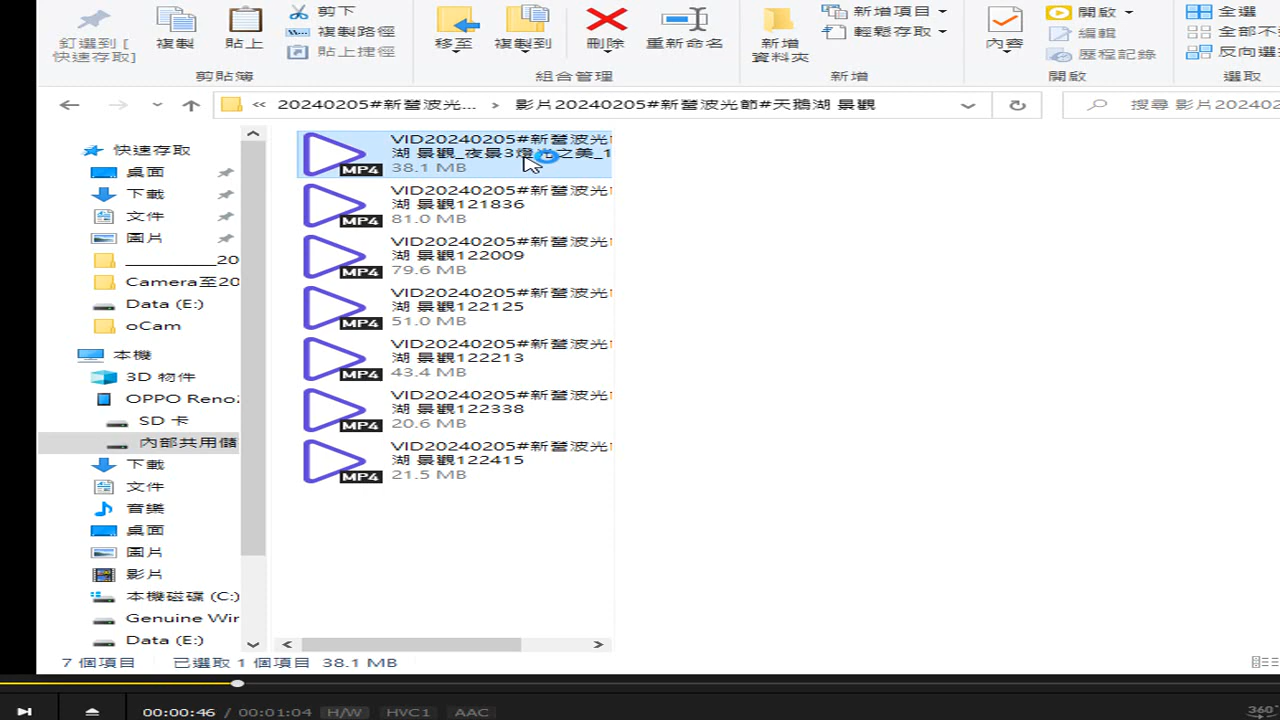 釘選到 [
快速存取]
複製
貼上
剪下
複製路徑
貼上捷徑
剪貼簿
移至
複製到
刪除
重新命名
組合管理
新增
資料夾
新增項目
輕鬆存取
新增
內容
開啟
編輯
歷程記錄
開啟
全選
全部不
反向選
選取
« 20240205#新營波光... › 影片20240205#新營波光節#天鵝湖 景觀
搜尋 影片2024020
快速存取
桌面
下載
文件
圖片
__________20
Camera至20
Data (E:)
oCam
本機
3D 物件
OPPO Reno
SD 卡
內部共用儲
下載
文件
音樂
桌面
圖片
影片
本機磁碟 (C:)
Genuine Wir
Data (E:)
VID20240205#新營波光
湖 景觀_夜景3燈光之美_1
MP4
38.1 MB
VID20240205#新營波光
湖 景觀121836
MP4
81.0 MB
VID20240205#新營波光
湖 景觀122009
MP4
79.6 MB
VID20240205#新營波光
湖 景觀122125
MP4
51.0 MB
VID20240205#新營波光
湖 景觀122213
MP4
43.4 MB
VID20240205#新營波光
湖 景觀122338
MP4
20.6 MB
VID20240205#新營波光
湖 景觀122415
MP4
21.5 MB
7 個項目 已選取 1 個項目 38.1 MB
00:00:46 / 00:01:04 H/W HVC1 AAC
360°